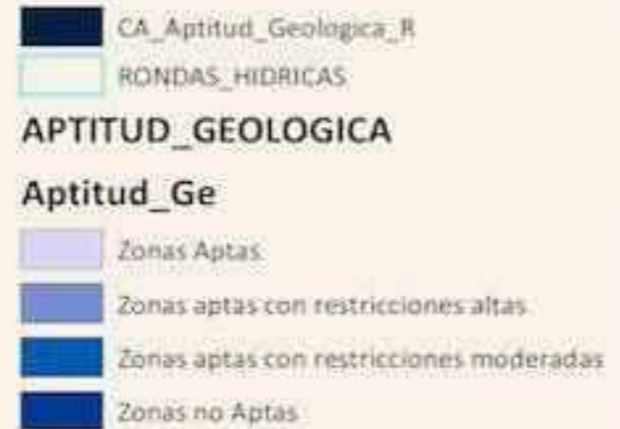 CA_Aptitud_Geologica_R
RONDAS_HIDRICAS
APTITUD_GEOLOGICA
Aptitud_Ge
Zonas Aptas
Zonas aptas con restricciones altas
Zonas aptas con restricciones moderadas
Zonas no Aptas